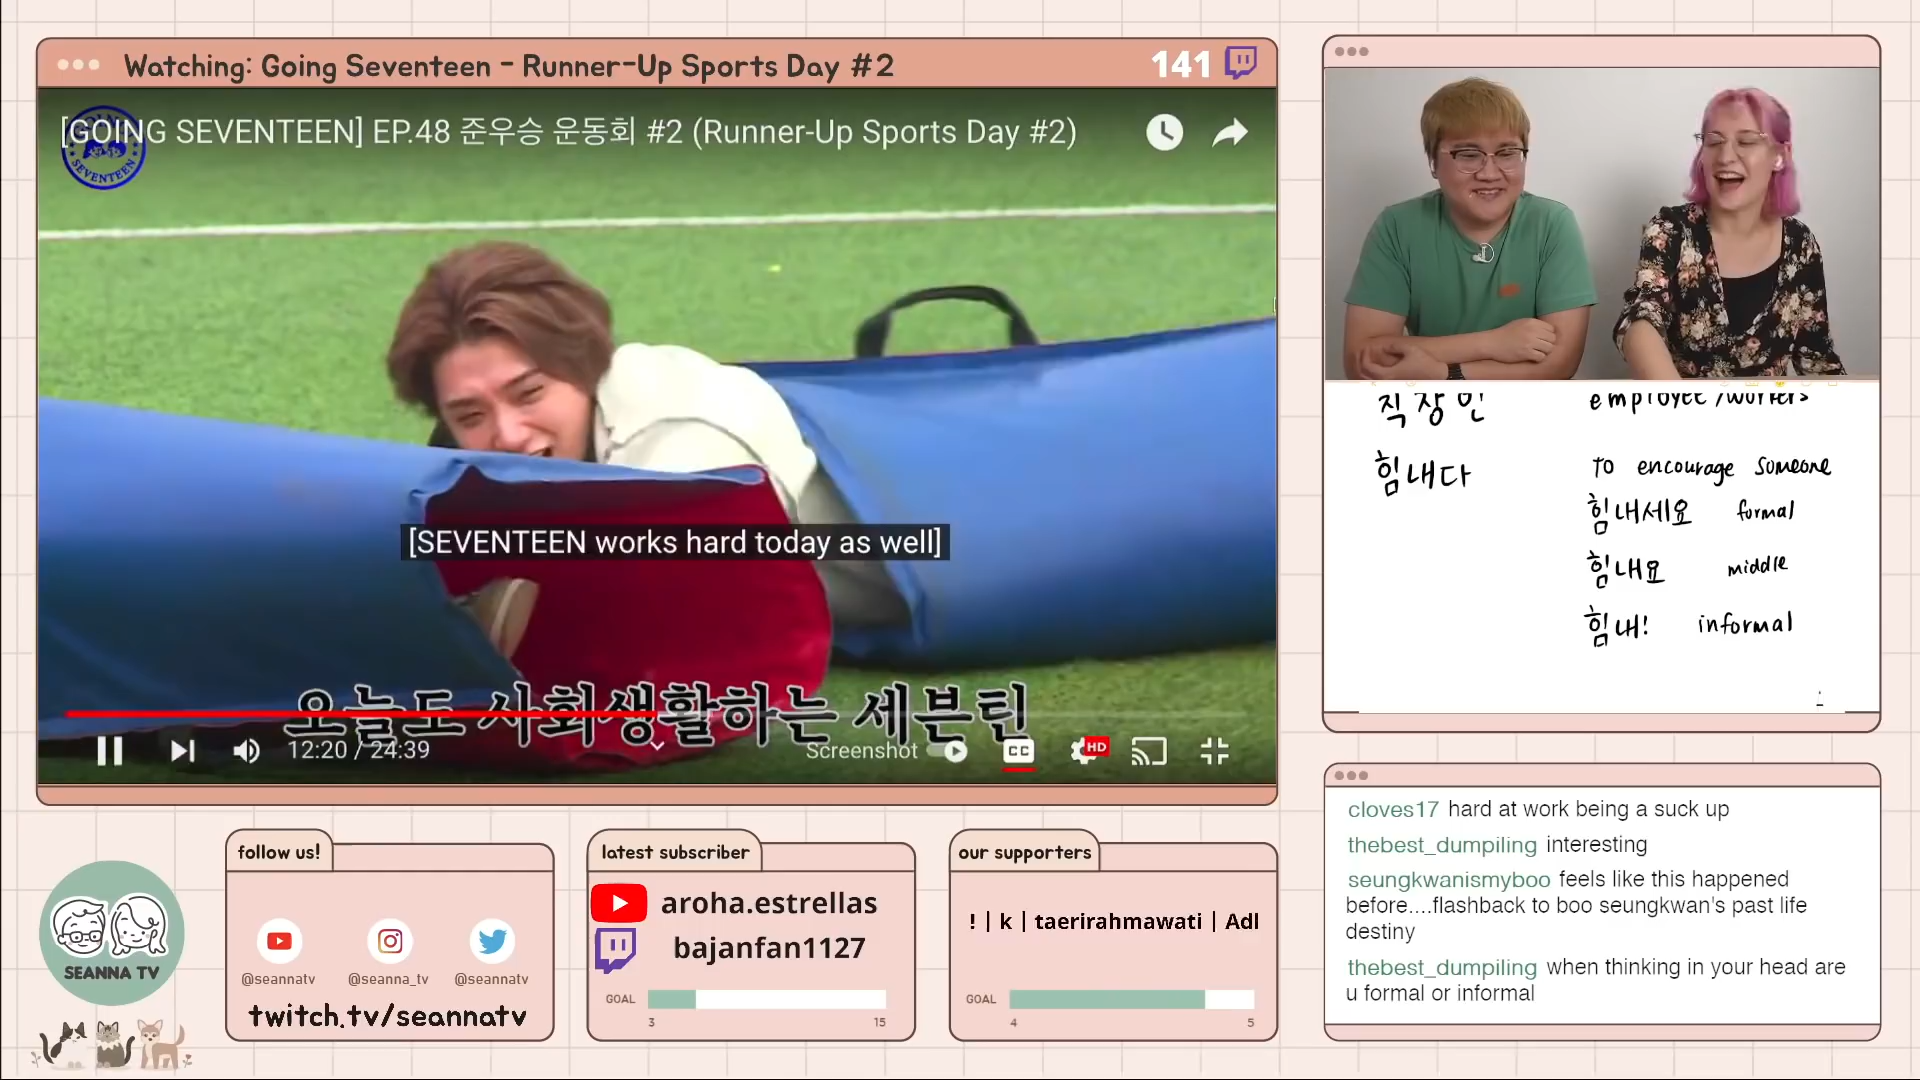 Watching: Going Seventeen - Runner-Up Sports Day #2
141
[GOING SEVENTEEN] EP.48 준우승 운동회 #2 (Runner-Up Sports Day #2)
SEVENTEEN
[SEVENTEEN works hard today as well]
오늘도 사회생활하는 세븐틴
12:20 / 24:39
Screenshot
CC
HD
직장인 employee/workers
힘내다 to encourage someone
힘내세요 formal
힘내요 middle
힘내! informal
cloves17 hard at work being a suck up
thebest_dumpiling interesting
seungkwanismyboo feels like this happened
before....flashback to boo seungkwan's past life
destiny
thebest_dumpiling when thinking in your head are
u formal or informal
SEANNA TV
follow us!
@seannatv @seanna_tv @seannatv
twitch.tv/seannatv
latest subscriber
aroha.estrellas
bajanfan1127
GOAL
3 15
our supporters
! | k | taerirahmawati | Adl
GOAL
4 5